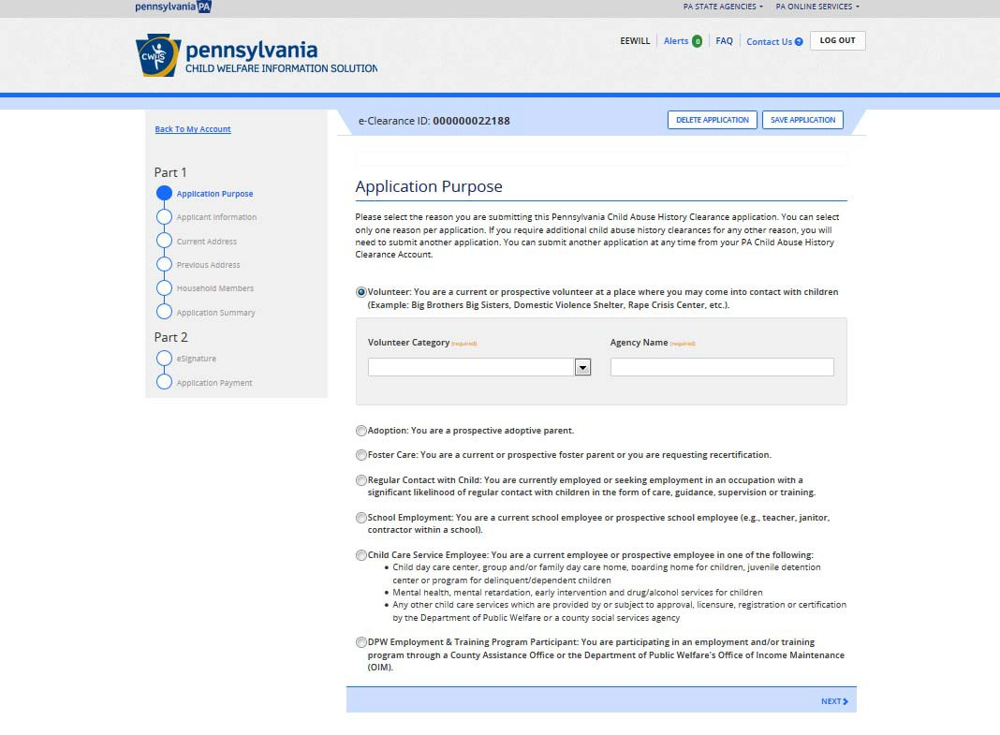 pennsylvania PA
PA STATE AGENCIES PA ONLINE SERVICES
CWIS
pennsylvania
CHILD WELFARE INFORMATION SOLUTION
EEWILL Alerts 0 FAQ Contact Us ? LOG OUT
Back To My Account
e-Clearance ID: 000000022188
DELETE APPLICATION SAVE APPLICATION
Part 1
Application Purpose
Applicant Information
Current Address
Previous Address
Household Members
Application Summary
Part 2
eSignature
Application Payment
Application Purpose
Please select the reason you are submitting this Pennsylvania Child Abuse History Clearance application. You can select
only one reason per application. If you require additional child abuse history clearances for any other reason, you will
need to submit another application. You can submit another application at any time from your PA Child Abuse History
Clearance Account.
Volunteer: You are a current or prospective volunteer at a place where you may come into contact with children
(Example: Big Brothers Big Sisters, Domestic Violence Shelter, Rape Crisis Center, etc.).
Volunteer Category (required) Agency Name (required)
Adoption: You are a prospective adoptive parent.
Foster Care: You are a current or prospective foster parent or you are requesting recertification.
Regular Contact with Child: You are currently employed or seeking employment in an occupation with a
significant likelihood of regular contact with children in the form of care, guidance, supervision or training.
School Employment: You are a current school employee or prospective school employee (e.g., teacher, janitor,
contractor within a school).
Child Care Service Employee: You are a current employee or prospective employee in one of the following:
• Child day care center, group and/or family day care home, boarding home for children, juvenile detention
center or program for delinquent/dependent children
• Mental health, mental retardation, early intervention and drug/alcohol services for children
• Any other child care services which are provided by or subject to approval, licensure, registration or certification
by the Department of Public Welfare or a county social services agency
DPW Employment & Training Program Participant: You are participating in an employment and/or training
program through a County Assistance Office or the Department of Public Welfare's Office of Income Maintenance
(OIM).
NEXT